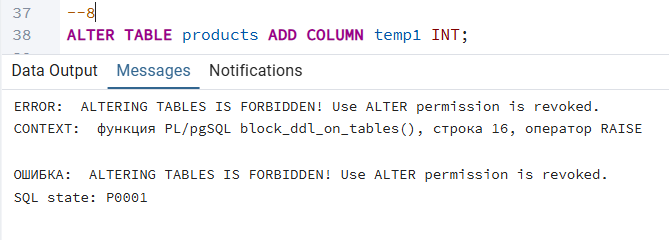 37 --8
38 ALTER TABLE products ADD COLUMN temp1 INT;
Data Output Messages Notifications
ERROR:  ALTERING TABLES IS FORBIDDEN! Use ALTER permission is revoked.
CONTEXT:  функция PL/pgSQL block_ddl_on_tables(), строка 16, оператор RAISE
ОШИБКА:  ALTERING TABLES IS FORBIDDEN! Use ALTER permission is revoked.
SQL state: P0001